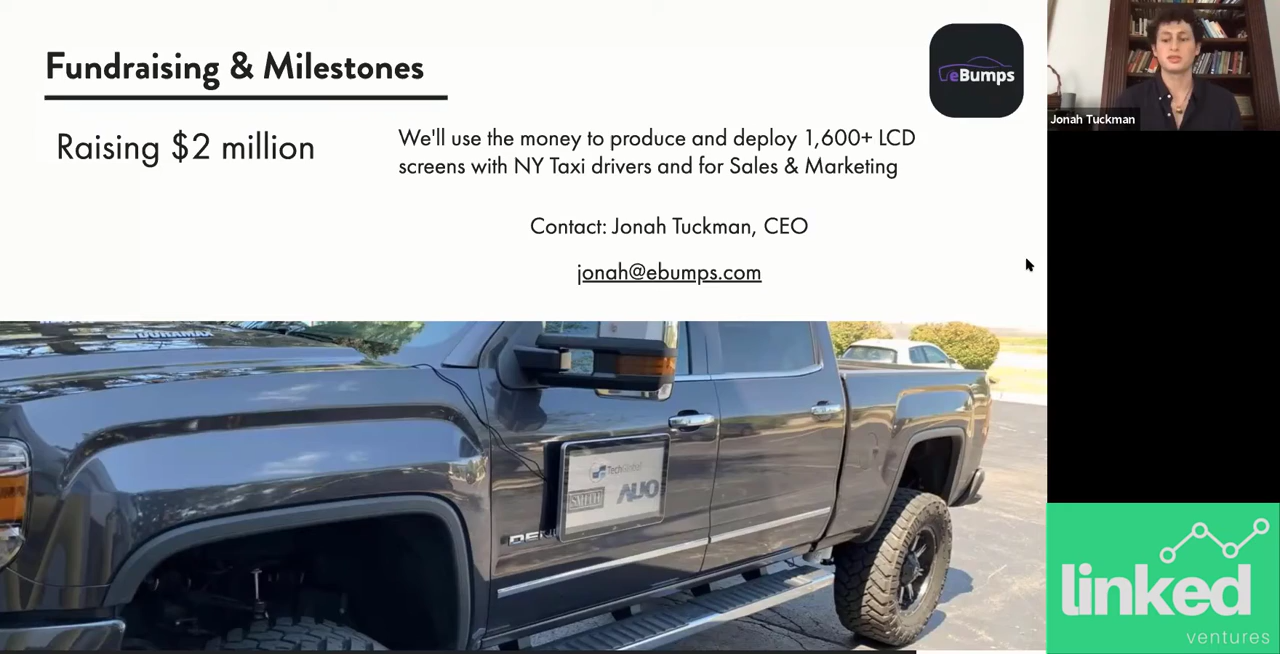 Fundraising & Milestones
eBumps
Jonah Tuckman
Raising $2 million
We'll use the money to produce and deploy 1,600+ LCD
screens with NY Taxi drivers and for Sales & Marketing
Contact: Jonah Tuckman, CEO
jonah@ebumps.com
TechGlobal
SMITH
AUO
linked
ventures